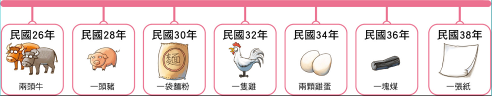 民國26年
兩頭牛
民國28年
一頭豬
民國30年
麵
一袋麵粉
民國32年
一隻雞
民國34年
兩顆雞蛋
民國36年
一塊煤
民國38年
一張紙